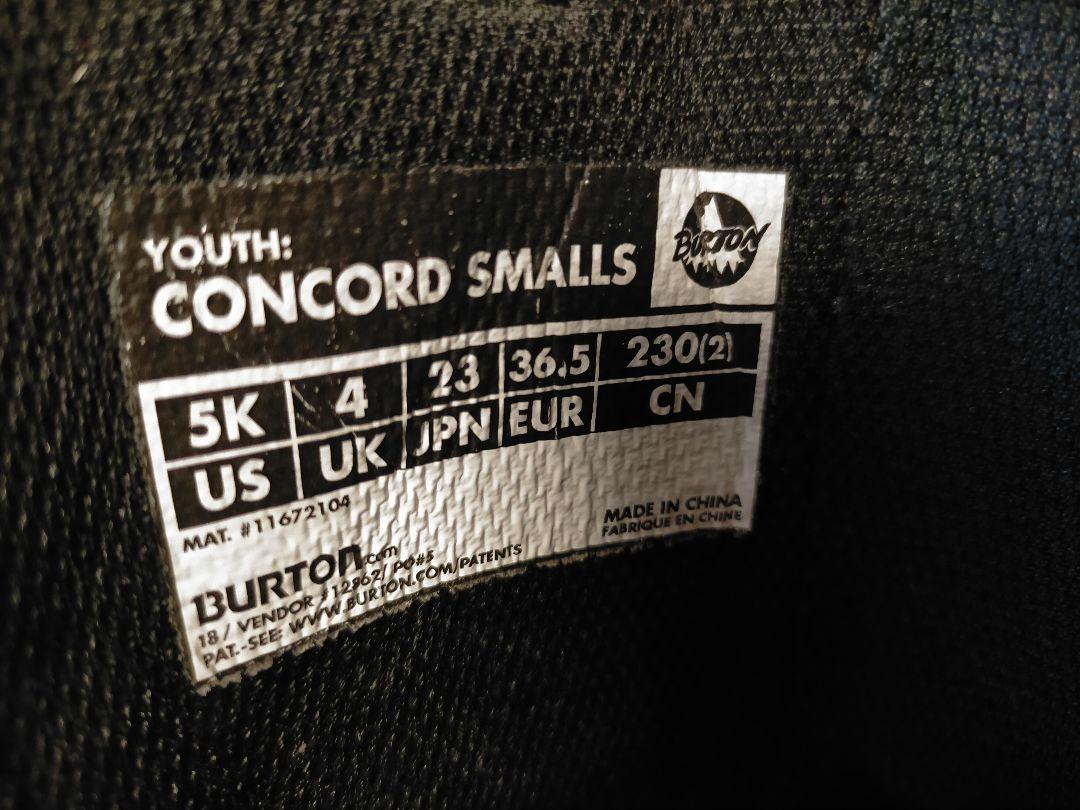 YOUTH:
CONCORD SMALLS
BURTON
5K 4 23 36.5 230(2)
US UK JPN EUR CN
MAT. #11672104
MADE IN CHINA
FABRIQUE EN CHINE
BURTON.com
18/ VENDOR #12962/ PO#5
PAT.-SEE: WWW.BURTON.COM/PATENTS